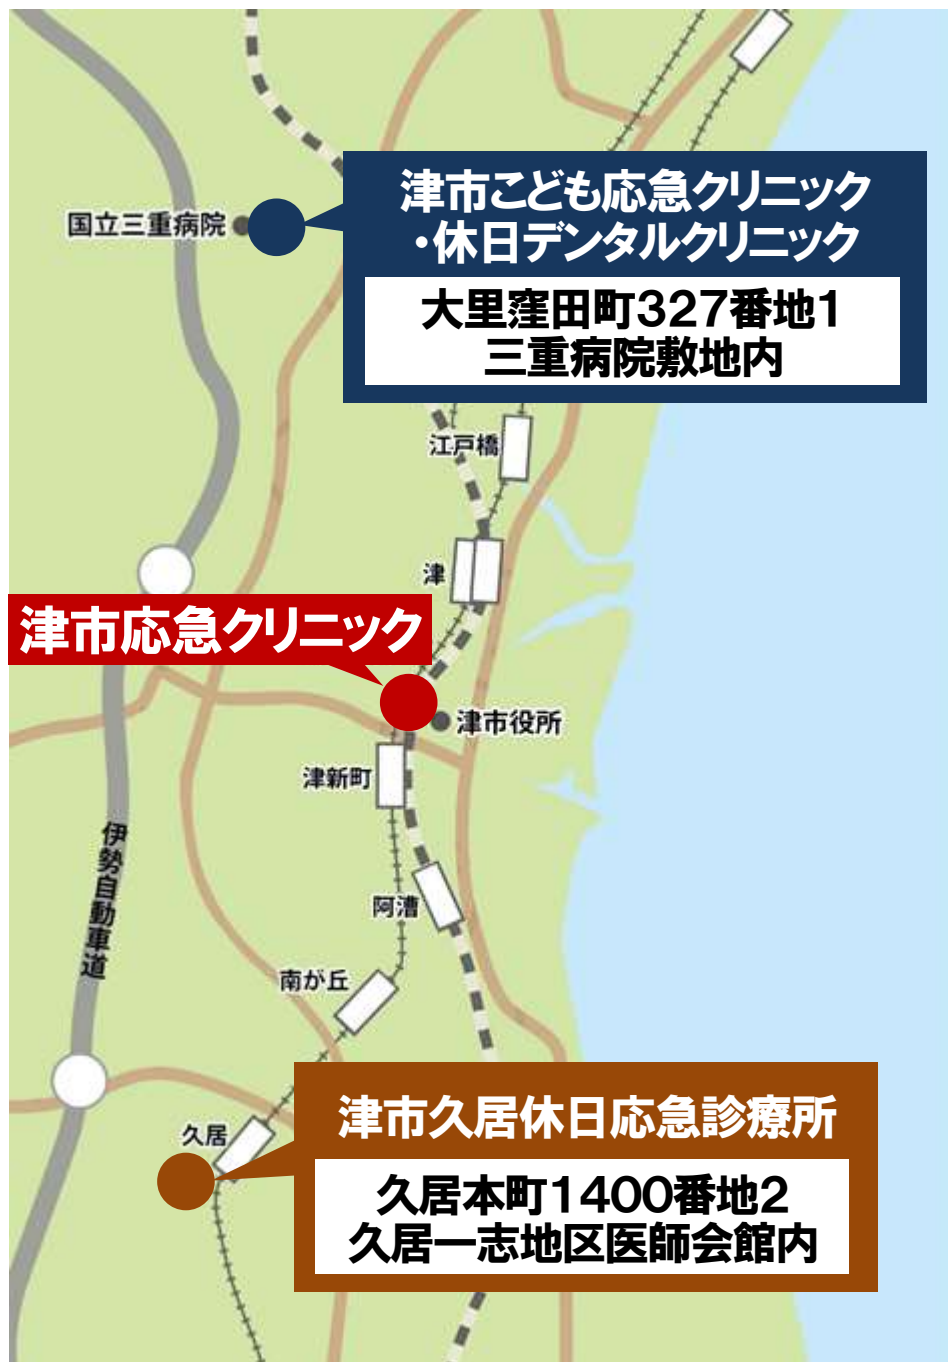 国立三重病院
津市こども応急クリニック
・休日デンタルクリニック
大里窪田町327番地1
三重病院敷地内
江戸橋
津
津市応急クリニック
津市役所
津新町
伊勢自動車道
阿漕
南が丘
久居
津市久居休日応急診療所
久居本町1400番地2
久居一志地区医師会館内